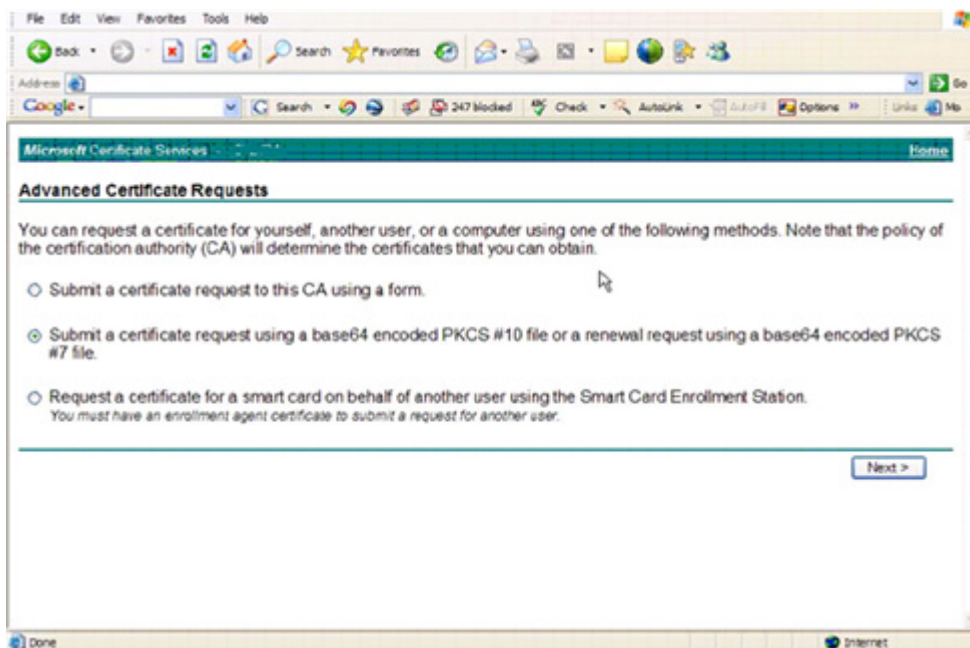 File Edit View Favorites Tools Help
Back Search Favorites
Address Go
Google Search 247 blocked Check AutoLink AutoFill Options Links
Microsoft Certificate Services - Home
Advanced Certificate Requests
You can request a certificate for yourself, another user, or a computer using one of the following methods. Note that the policy of
the certification authority (CA) will determine the certificates that you can obtain.
Submit a certificate request to this CA using a form.
Submit a certificate request using a base64 encoded PKCS #10 file or a renewal request using a base64 encoded PKCS
#7 file.
Request a certificate for a smart card on behalf of another user using the Smart Card Enrollment Station.
You must have an enrollment agent certificate to submit a request for another user.
Next >
Done Internet